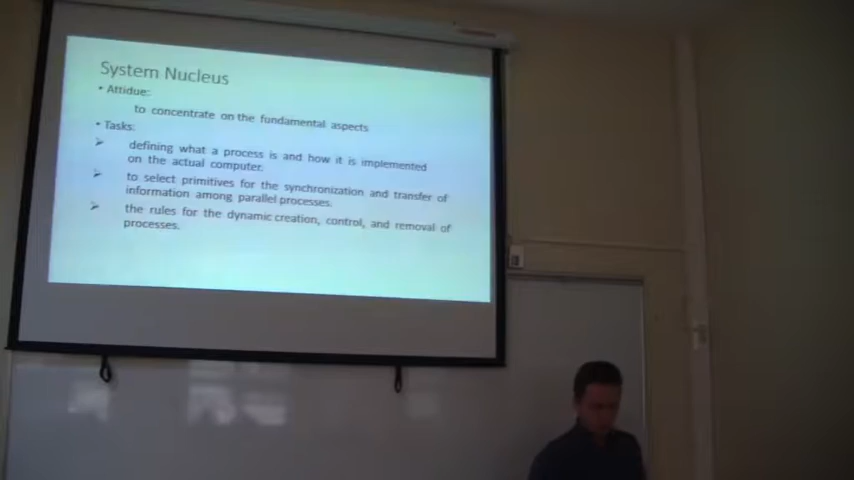 System Nucleus
• Attidue:
to concentrate on the fundamental aspects
• Tasks:
➢ defining what a process is and how it is implemented
on the actual computer.
➢ to select primitives for the synchronization and transfer of
information among parallel processes.
➢ the rules for the dynamic creation, control, and removal of
processes.